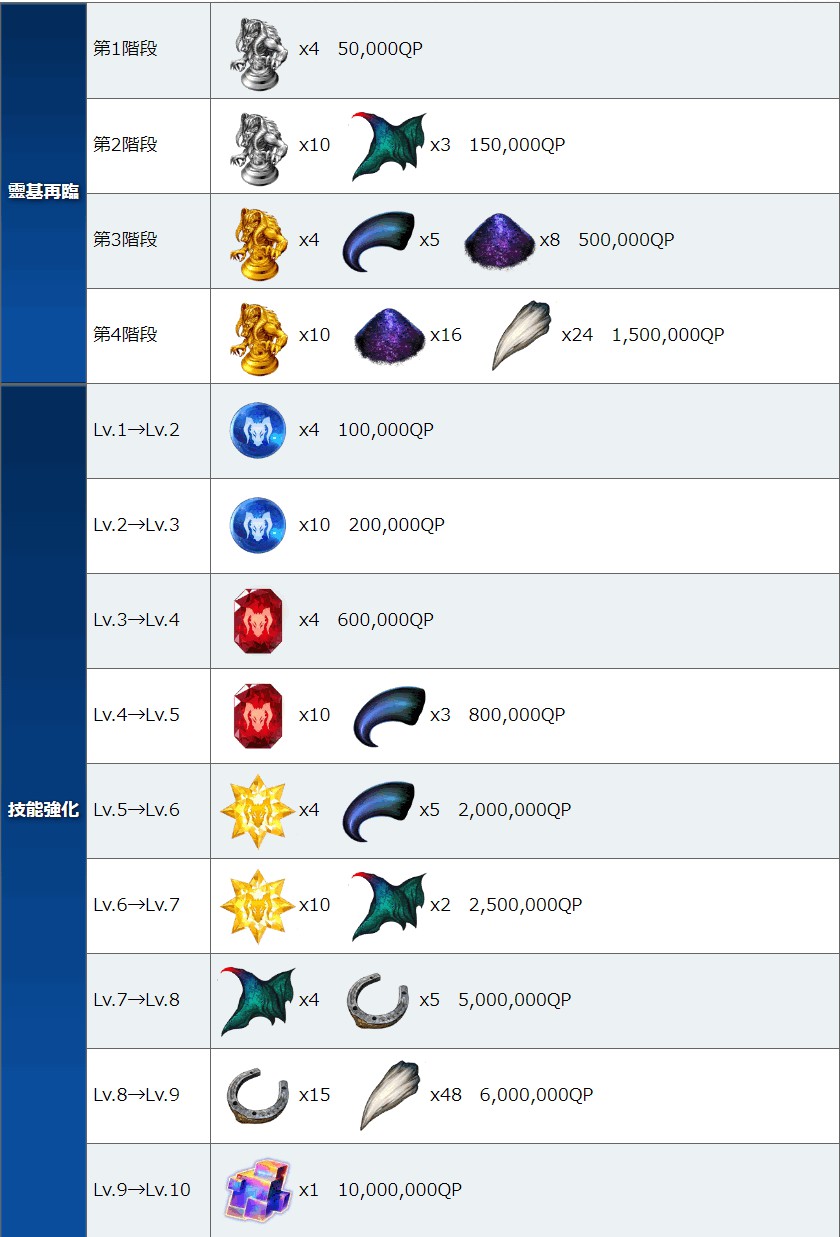 靈基再臨
第1階段 x4 50,000QP
第2階段 x10 x3 150,000QP
第3階段 x4 x5 x8 500,000QP
第4階段 x10 x16 x24 1,500,000QP
技能強化
Lv.1→Lv.2 x4 100,000QP
Lv.2→Lv.3 x10 200,000QP
Lv.3→Lv.4 x4 600,000QP
Lv.4→Lv.5 x10 x3 800,000QP
Lv.5→Lv.6 x4 x5 2,000,000QP
Lv.6→Lv.7 x10 x2 2,500,000QP
Lv.7→Lv.8 x4 x5 5,000,000QP
Lv.8→Lv.9 x15 x48 6,000,000QP
Lv.9→Lv.10 x1 10,000,000QP